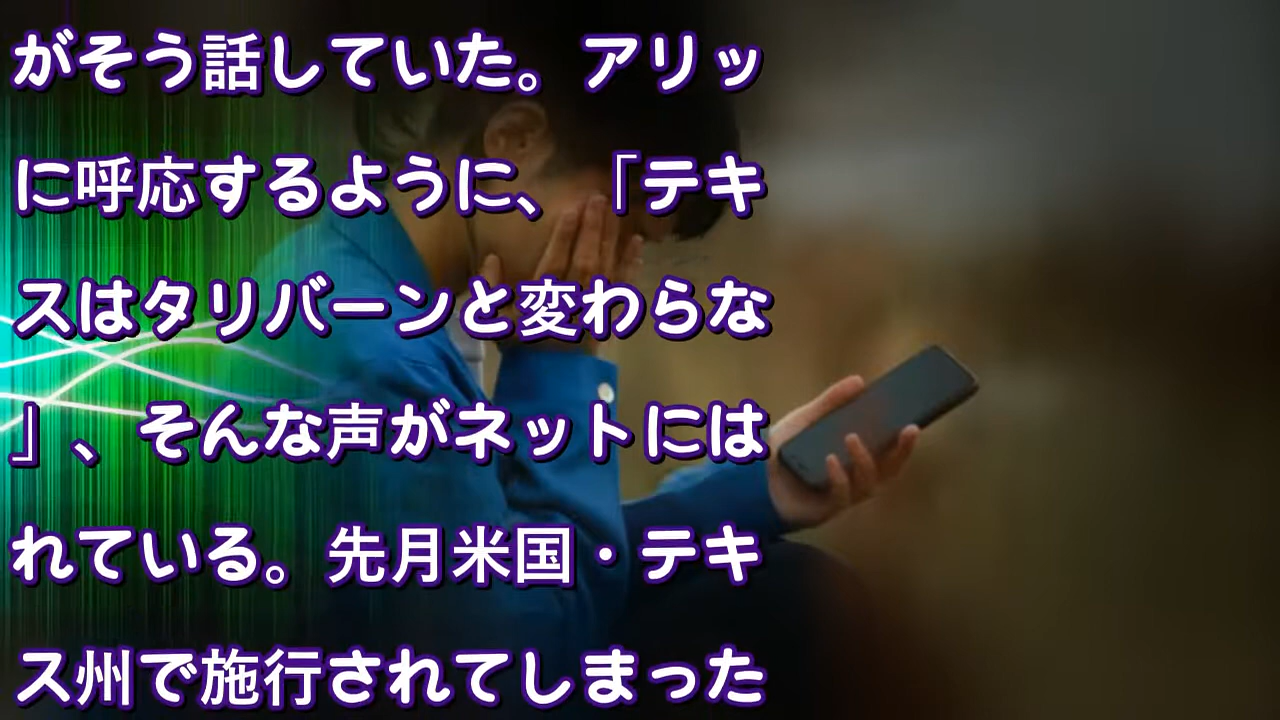 がそう話していた。アリッ
に呼応するように、「テキ
スはタリバーンと変わらな
」、そんな声がネットには
れている。先月米国・テキ
ス州で施行されてしまった